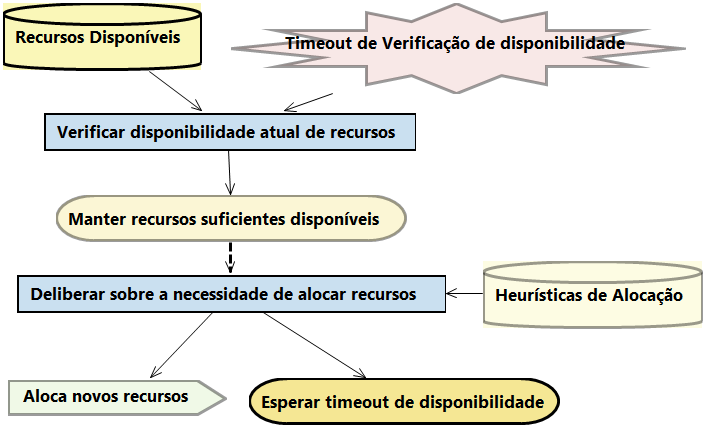 Recursos Disponíveis
Timeout de Verificação de disponibilidade
Verificar disponibilidade atual de recursos
Manter recursos suficientes disponíveis
Deliberar sobre a necessidade de alocar recursos
Heurísticas de Alocação
Aloca novos recursos
Esperar timeout de disponibilidade